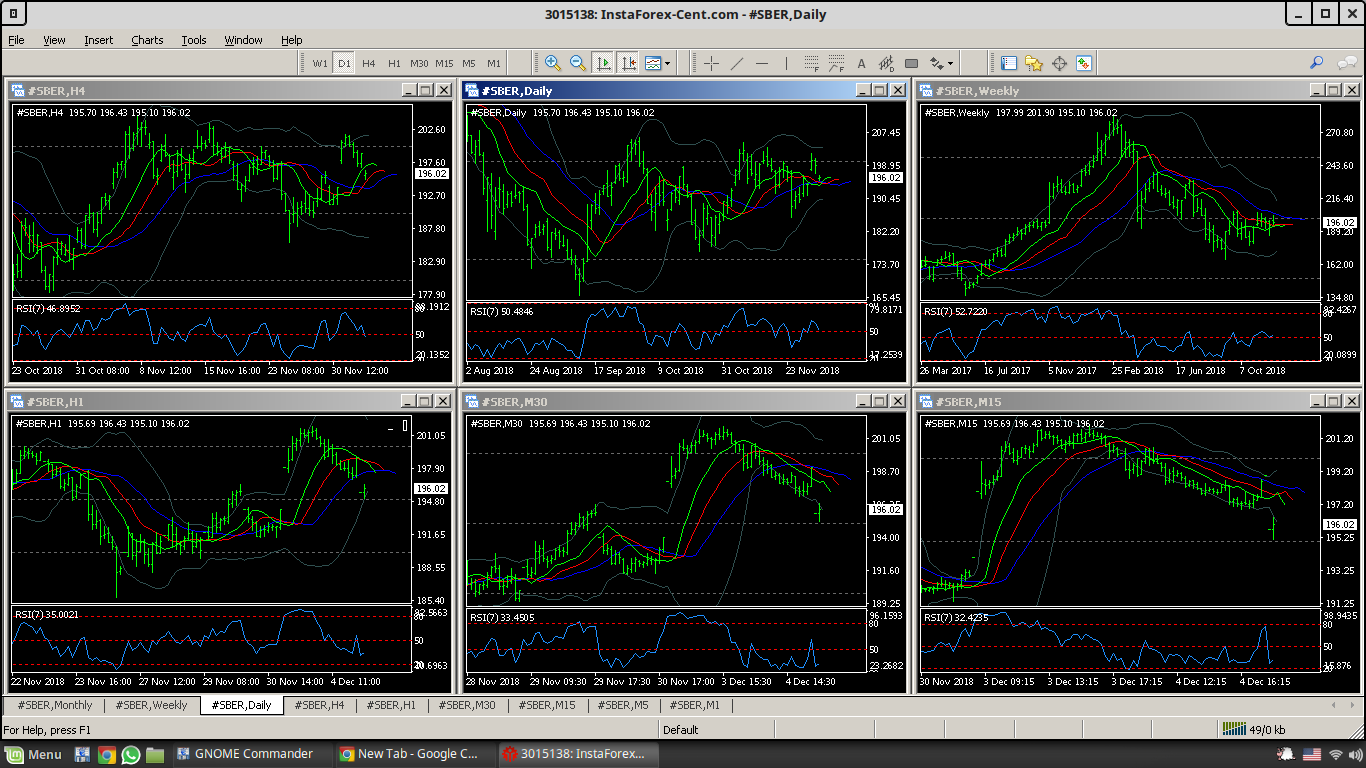 3015138: InstaForex-Cent.com - #SBER,Daily
File View Insert Charts Tools Window Help
W1 D1 H4 H1 M30 M15 M5 M1
#SBER,H4
#SBER,H4 195.70 196.43 195.10 196.02
202.60
197.60
196.02
192.70
187.80
182.90
177.90
RSI(7) 46.8952
50
20.1352
23 Oct 2018 31 Oct 08:00 8 Nov 12:00 15 Nov 16:00 23 Nov 08:00 30 Nov 12:00
#SBER,Daily
#SBER,Daily 195.70 196.43 195.10 196.02
207.45
198.95
196.02
190.45
182.20
173.70
165.45
RSI(7) 50.4846
79.8171
50
17.2539
2 Aug 2018 24 Aug 2018 17 Sep 2018 9 Oct 2018 31 Oct 2018 23 Nov 2018
#SBER,Weekly
#SBER,Weekly 197.99 201.90 195.10 196.02
270.80
243.60
216.40
196.02
189.20
162.00
134.80
RSI(7) 52.7220
50
20.0899
26 Mar 2017 16 Jul 2017 5 Nov 2017 25 Feb 2018 17 Jun 2018 7 Oct 2018
#SBER,H1
#SBER,H1 195.69 196.43 195.10 196.02
201.05
197.90
196.02
194.80
191.65
188.55
185.40
RSI(7) 35.0021
80
50
22 Nov 2018 23 Nov 16:00 27 Nov 12:00 29 Nov 08:00 30 Nov 14:00 4 Dec 11:00
#SBER,M30
#SBER,M30 195.69 196.43 195.10 196.02
201.05
198.70
196.02
194.00
191.60
189.25
RSI(7) 33.4505
96.1593
80
50
23.2682
28 Nov 2018 29 Nov 09:30 29 Nov 17:30 30 Nov 17:00 3 Dec 15:30 4 Dec 14:30
#SBER,M15
#SBER,M15 195.69 196.43 195.10 196.02
201.20
199.20
197.20
196.02
195.25
193.25
191.25
RSI(7) 32.4235
98.9435
80
50
30 Nov 2018 3 Dec 09:15 3 Dec 13:15 3 Dec 17:15 4 Dec 12:15 4 Dec 16:15
#SBER,Monthly #SBER,Weekly #SBER,Daily #SBER,H4 #SBER,H1 #SBER,M30 #SBER,M15 #SBER,M5 #SBER,M1
For Help, press F1 Default 49/0 kb
Menu GNOME Commander New Tab - Google C... 3015138: InstaForex...